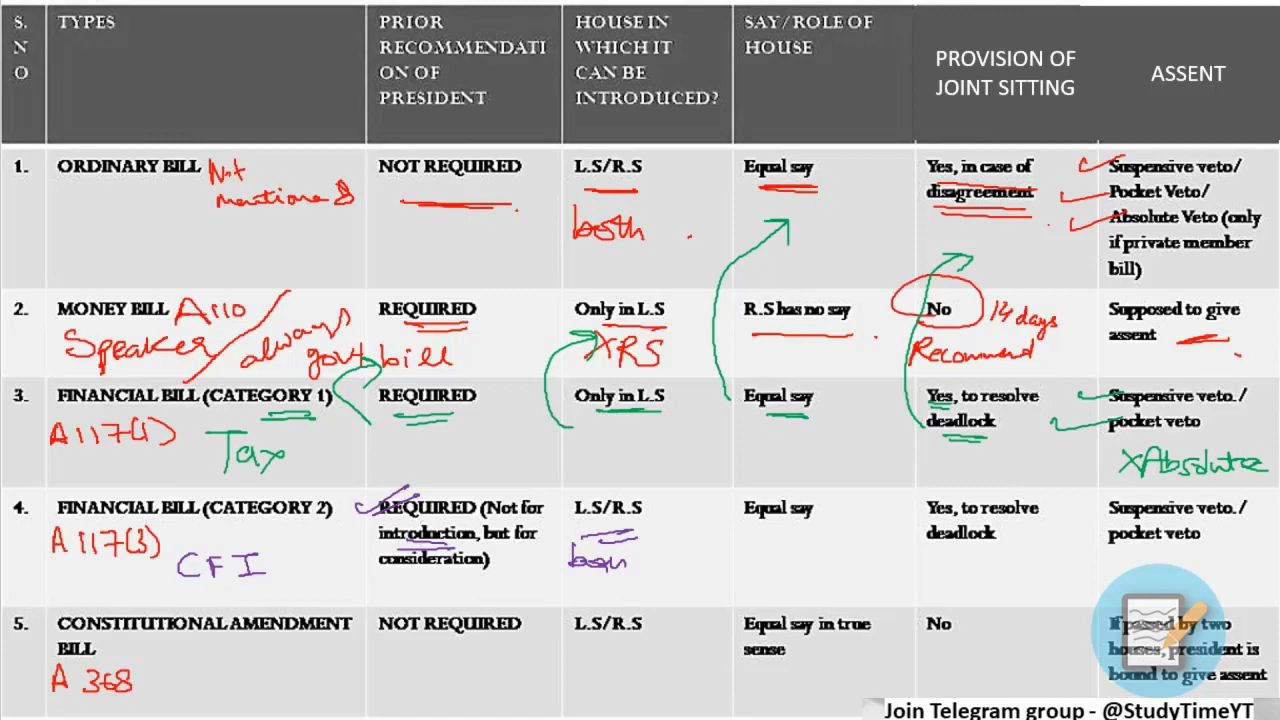 S. NO
TYPES
PRIOR RECOMMENDATI ON OF PRESIDENT
HOUSE IN WHICH IT CAN BE INTRODUCED?
SAY/ROLE OF HOUSE
PROVISION OF JOINT SITTING
ASSENT
1.
ORDINARY BILL
Not
mentioned
NOT REQUIRED
L.S/R.S
both
Equal say
Yes, in case of
disagreement
Suspensive veto/
Pocket Veto/
Absolute Veto (only
if private member
bill)
2.
MONEY BILL
A110
Speaker/always
govt bill
REQUIRED
Only in L.S
XRS
R.S has no say
No
14 days
Recommend
Supposed to give
assent
3.
FINANCIAL BILL (CATEGORY 1)
A117(1)
Tax
REQUIRED
Only in L.S
Equal say
Yes, to resolve
deadlock
Suspensive veto./
pocket veto
XAbsolute
4.
FINANCIAL BILL (CATEGORY 2)
A117(3)
CFI
REQUIRED (Not for
introduction, but for
consideration)
L.S/R.S
both
Equal say
Yes, to resolve
deadlock
Suspensive veto./
pocket veto
5.
CONSTITUTIONAL AMENDMENT
BILL
A 368
NOT REQUIRED
L.S/R.S
Equal say in true
sense
No
If passed by two
houses, president is
bound to give assent
Join Telegram group - @StudyTimeYT